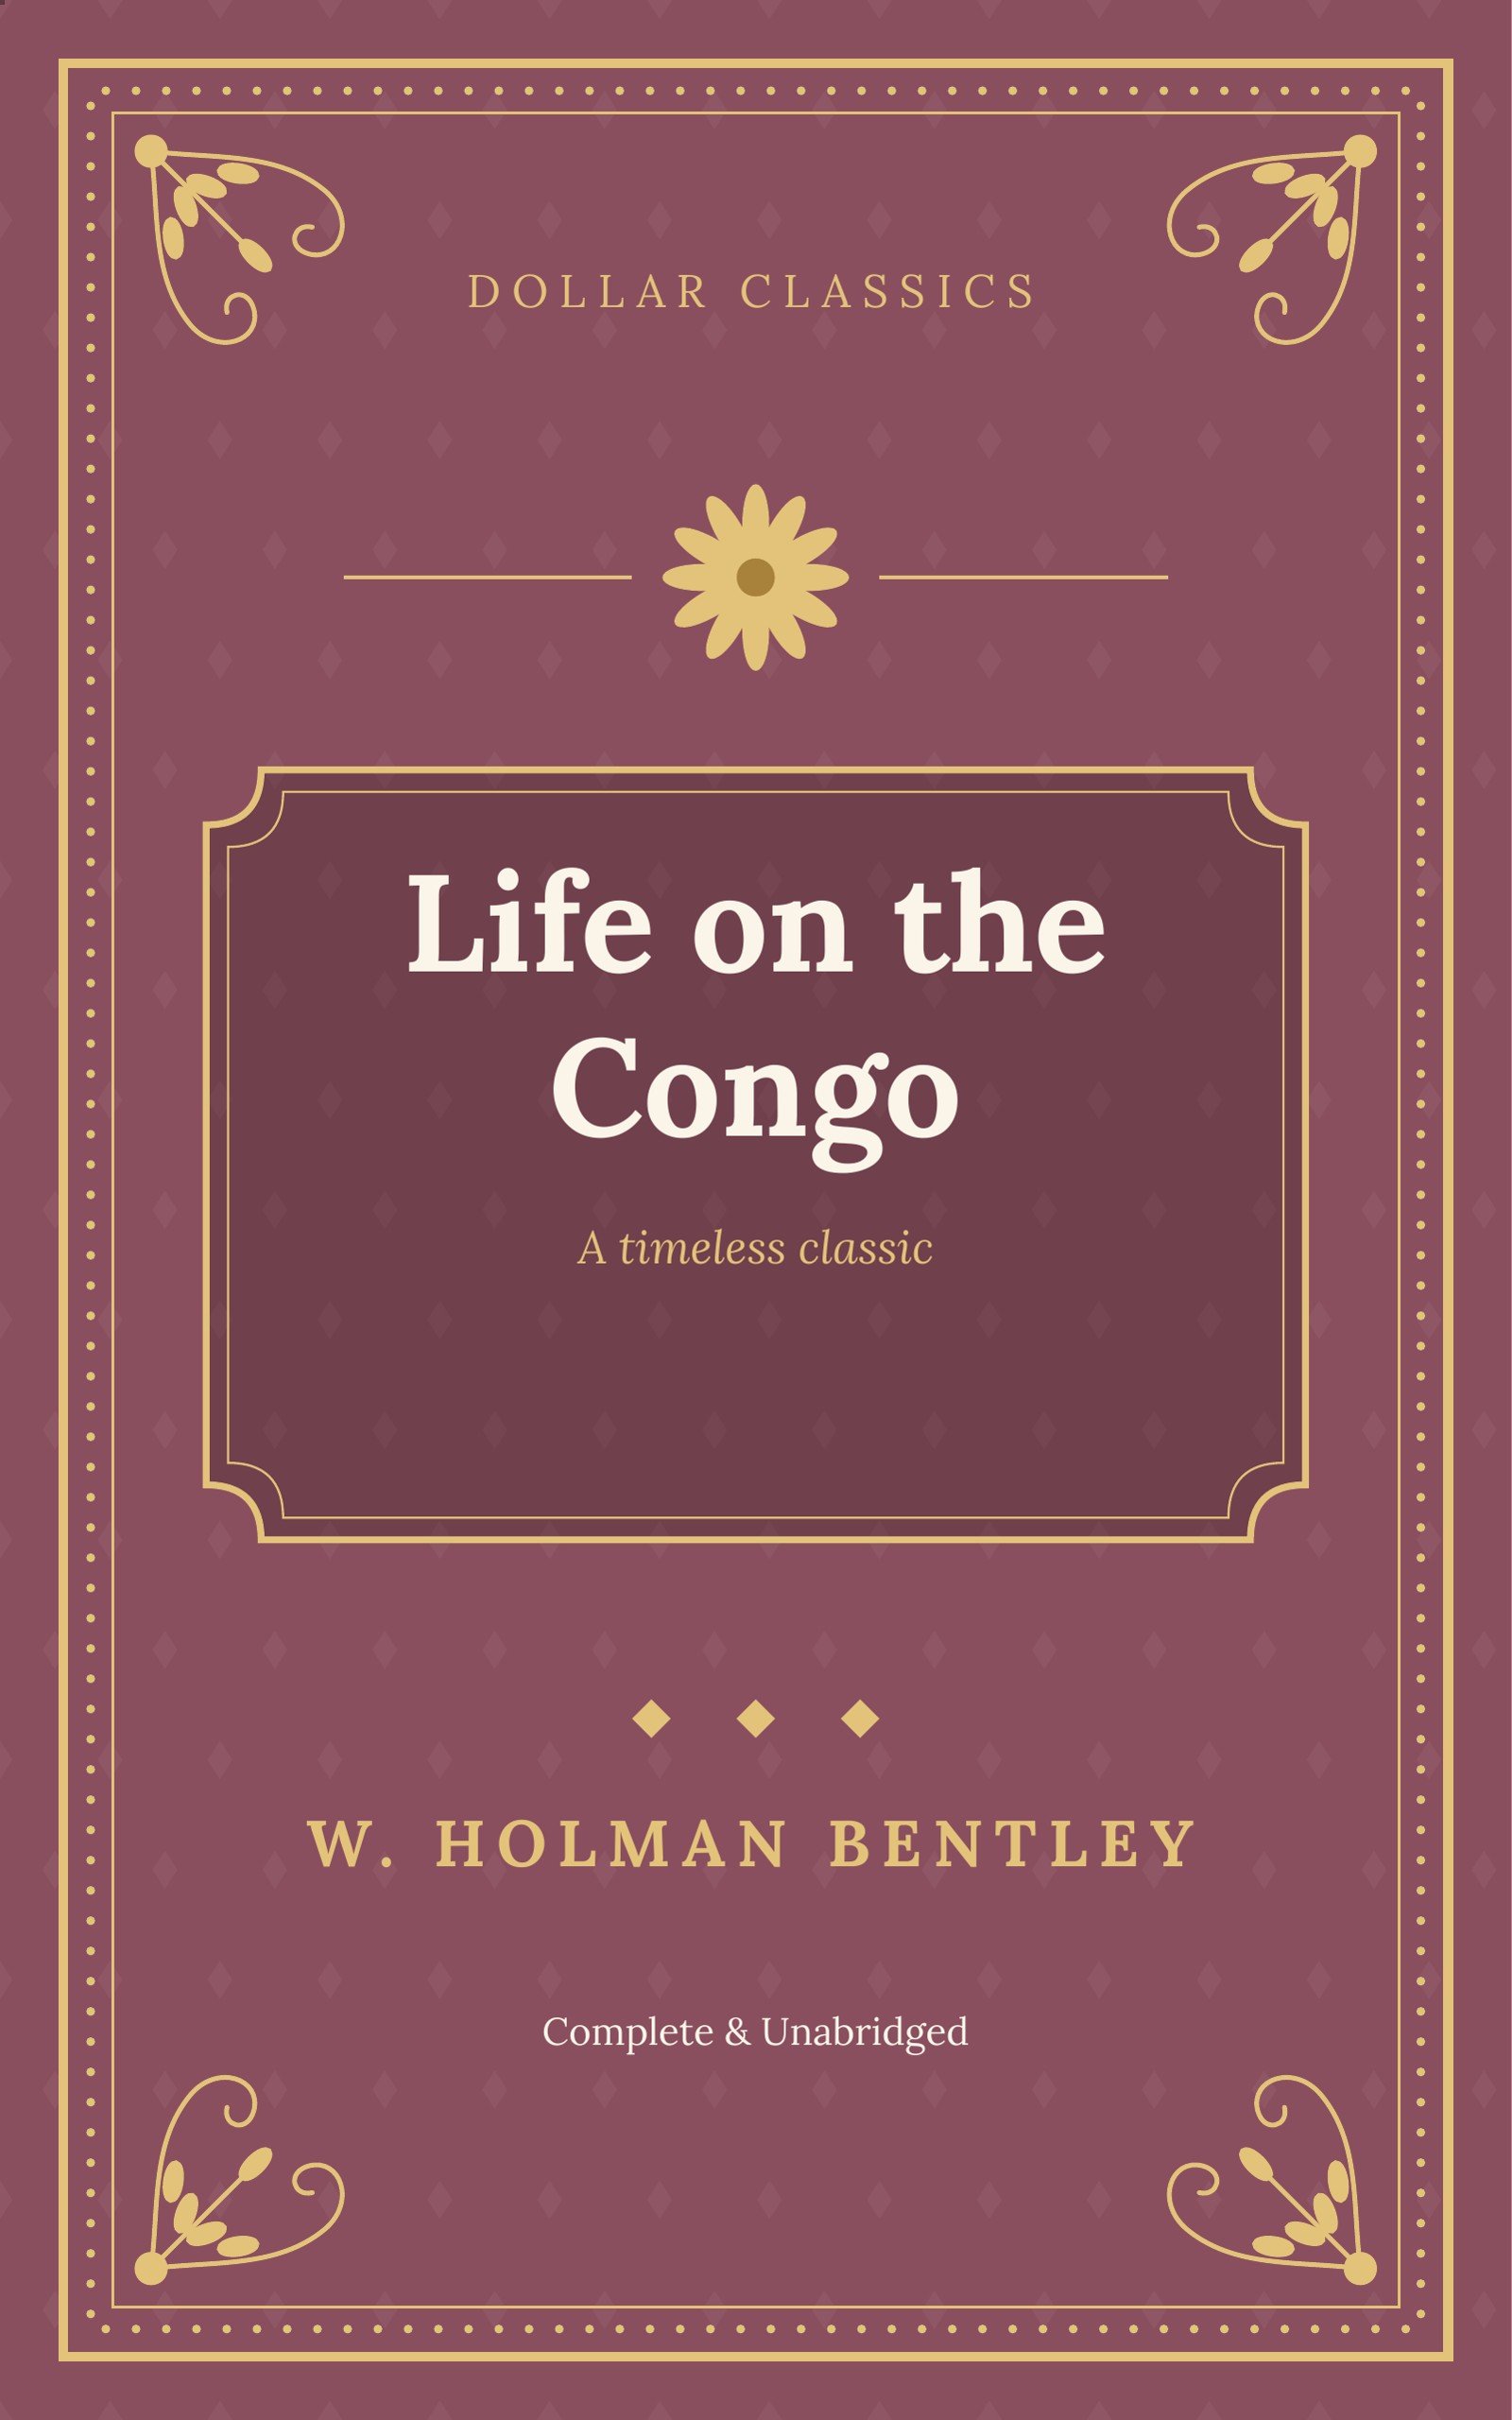 DOLLAR CLASSICS
Life on the
Congo
A timeless classic
W. HOLMAN BENTLEY
Complete & Unabridged